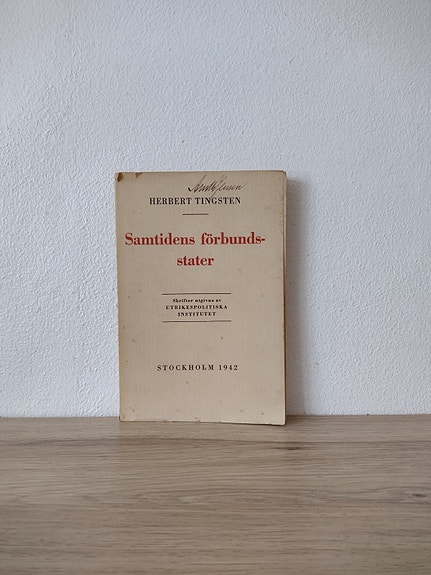 HERBERT TINGSTEN
Samtidens förbunds-
stater
Skrifter utgivna av
UTRIKESPOLITISKA
INSTITUTET
STOCKHOLM 1942